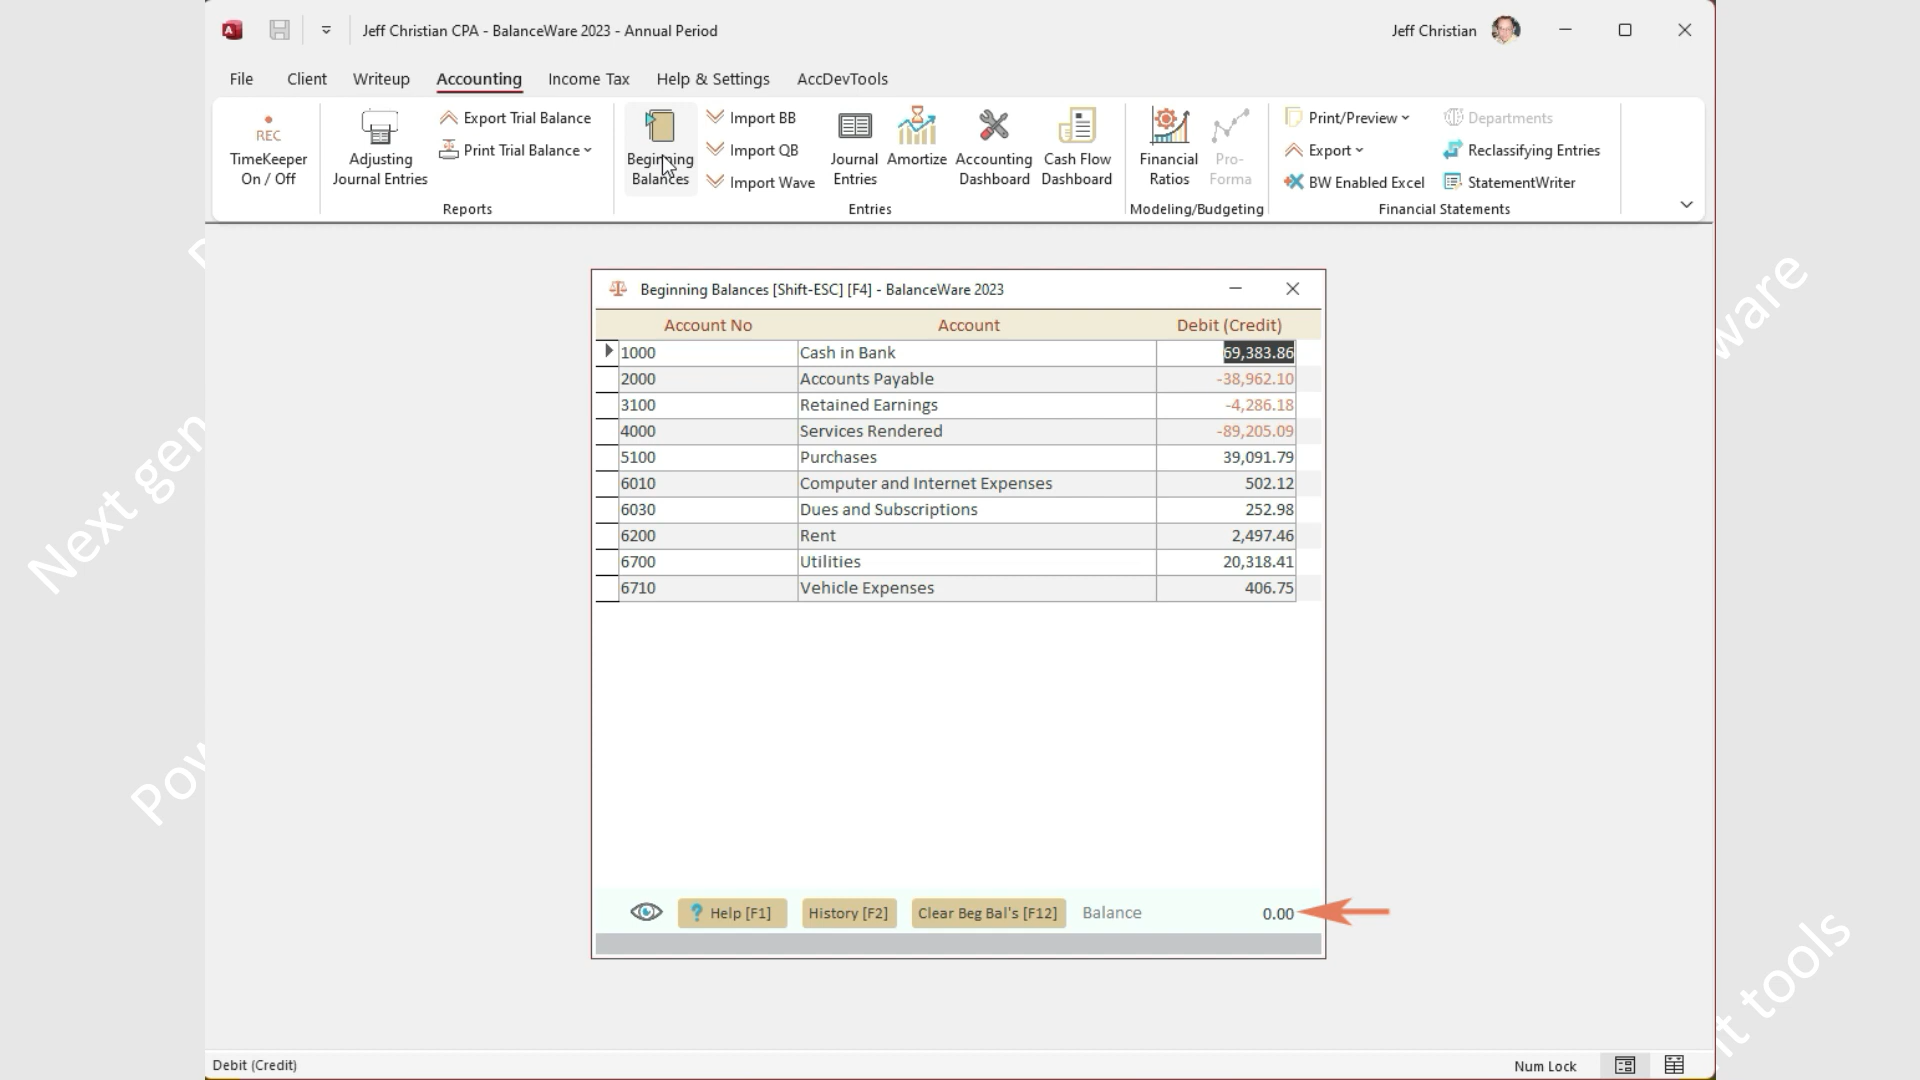 Jeff Christian CPA - BalanceWare 2023 - Annual Period
Jeff Christian
File Client Writeup Accounting Income Tax Help & Settings AccDevTools
REC
TimeKeeper
On / Off
Adjusting
Journal Entries
Export Trial Balance
Print Trial Balance
Reports
Beginning
Balances
Import BB
Import QB
Import Wave
Journal
Entries
Amortize
Accounting
Dashboard
Cash Flow
Dashboard
Entries
Financial
Ratios
Pro-
Forma
Modeling/Budgeting
Print/Preview
Export
BW Enabled Excel
Departments
Reclassifying Entries
StatementWriter
Financial Statements
Beginning Balances [Shift-ESC] [F4] - BalanceWare 2023
Account No Account Debit (Credit)
1000 Cash in Bank 69,383.86
2000 Accounts Payable -38,962.10
3100 Retained Earnings -4,286.18
4000 Services Rendered -89,205.09
5100 Purchases 39,091.79
6010 Computer and Internet Expenses 502.12
6030 Dues and Subscriptions 252.98
6200 Rent 2,497.46
6700 Utilities 20,318.41
6710 Vehicle Expenses 406.75
? Help [F1] History [F2] Clear Beg Bal's [F12] Balance 0.00
Debit (Credit)
Num Lock
Next gen
ware
tools